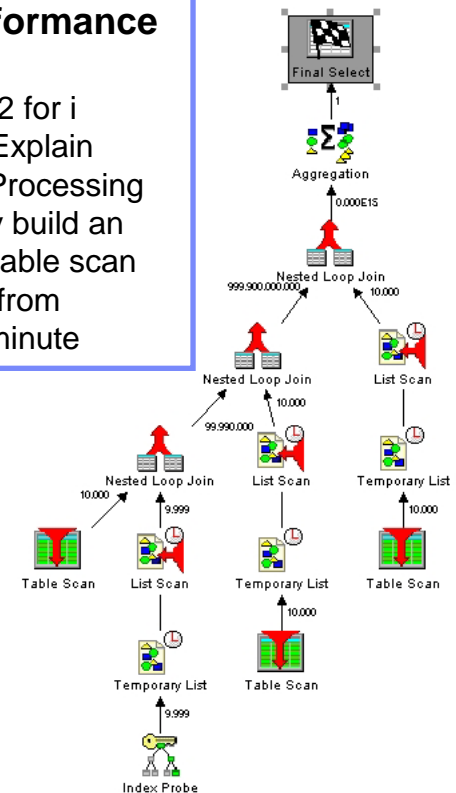 formance
2 for i
Explain
Processing
build an
table scan
from
minute
Final Select
1
Aggregation
0.000E15
Nested Loop Join
999.900.000.000
10.000
Nested Loop Join
List Scan
99.990.000
10.000
Nested Loop Join
List Scan
Temporary List
10.000
9.999
10.000
Table Scan
List Scan
Temporary List
Table Scan
10.000
Temporary List
Table Scan
9.999
Index Probe